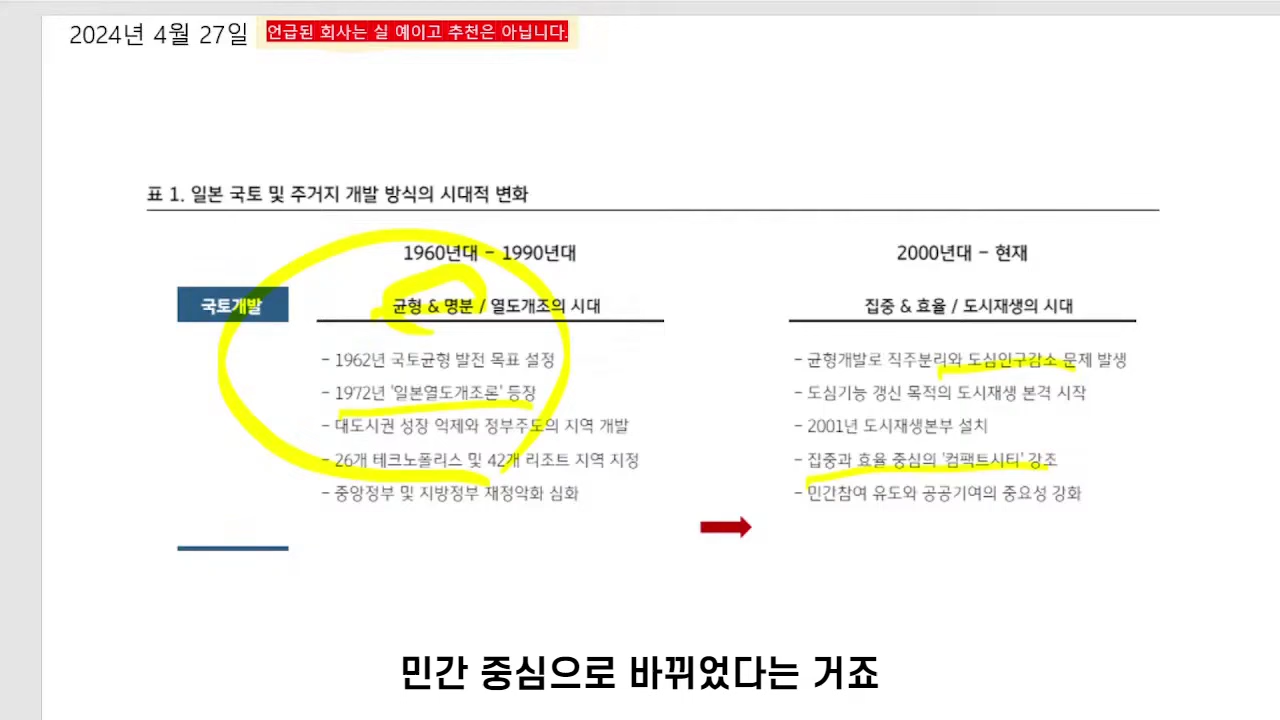 2024년 4월 27일
언급된 회사는 실 예이고 추천은 아닙니다.
표 1. 일본 국토 및 주거지 개발 방식의 시대적 변화
1960년대 - 1990년대
2000년대 - 현재
국토개발
균형 & 명분 / 열도개조의 시대
집중 & 효율 / 도시재생의 시대
- 1962년 국토균형 발전 목표 설정
- 1972년 '일본열도개조론' 등장
- 대도시권 성장 억제와 정부주도의 지역 개발
- 26개 테크노폴리스 및 42개 리조트 지역 지정
- 중앙정부 및 지방정부 재정악화 심화
- 균형개발로 직주분리와 도심인구감소 문제 발생
- 도심기능 갱신 목적의 도시재생 본격 시작
- 2001년 도시재생본부 설치
- 집중과 효율 중심의 '컴팩트시티' 강조
- 민간참여 유도와 공공기여의 중요성 강화
민간 중심으로 바뀌었다는 거죠